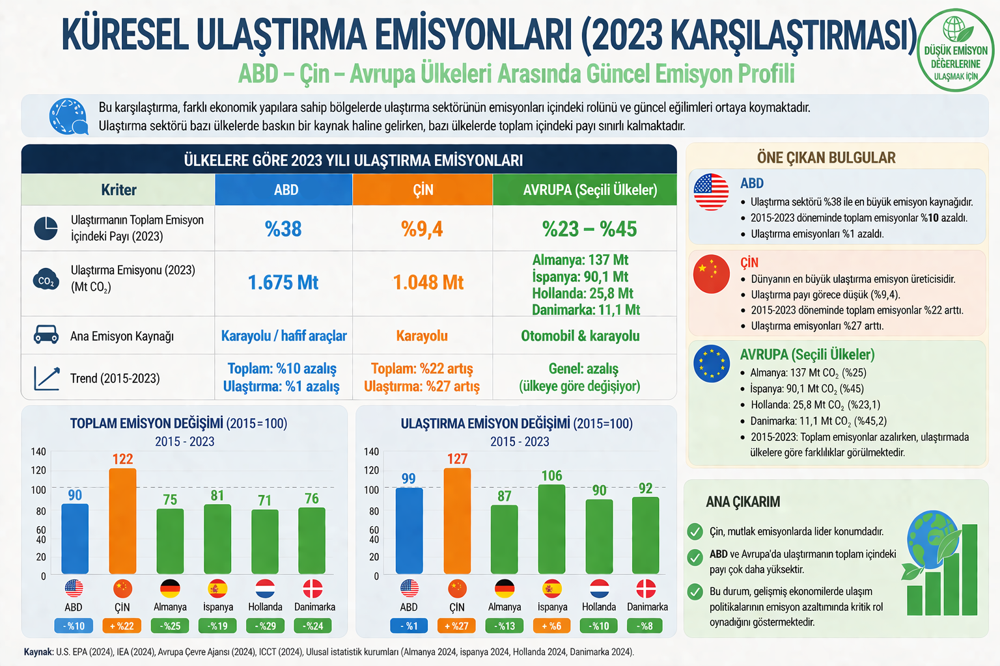 KÜRESEL ULAŞTIRMA EMİSYONLARI (2023 KARŞILAŞTIRMASI)
ABD – Çin – Avrupa Ülkeleri Arasında Güncel Emisyon Profili
DÜŞÜK EMİSYON
DEĞERLERINE
ULAŞMAK İÇİN
Bu karşılaştırma, farklı ekonomik yapılara sahip bölgelerde ulaştırma sektörünün emisyonları içindeki rolünü ve güncel eğilimleri ortaya koymaktadır.
Ulaştırma sektörü bazı ülkelerde baskın bir kaynak haline gelirken, bazı ülkelerde toplam içindeki payı sınırlı kalmaktadır.
ÜLKELERE GÖRE 2023 YILI ULAŞTIRMA EMİSYONLARI
Kriter
ABD
ÇİN
AVRUPA (Seçili Ülkeler)
Ulaştırmanın Toplam Emisyon
İçindeki Payı (2023)
%38
%9,4
%23 – %45
CO₂
Ulaştırma Emisyonu (2023)
(Mt CO₂)
1.675 Mt
1.048 Mt
Almanya: 137 Mt
İspanya: 90,1 Mt
Hollanda: 25,8 Mt
Danimarka: 11,1 Mt
Ana Emisyon Kaynağı
Karayolu / hafif araçlar
Karayolu
Otomobil & karayolu
Trend (2015-2023)
Toplam: %10 azalış
Ulaştırma: %1 azalış
Toplam: %22 artış
Ulaştırma: %27 artış
Genel: azalış
(ülkeye göre değişiyor)
ÖNE ÇIKAN BULGULAR
ABD
• Ulaştırma sektörü %38 ile en büyük emisyon kaynağıdır.
• 2015-2023 döneminde toplam emisyonlar %10 azaldı.
• Ulaştırma emisyonları %1 azaldı.
ÇİN
• Dünyanın en büyük ulaştırma emisyon üreticisidir.
• Ulaştırma payı görece düşük (%9,4).
• 2015-2023 döneminde toplam emisyonlar %22 arttı.
• Ulaştırma emisyonları %27 arttı.
AVRUPA (Seçili Ülkeler)
• Almanya: 137 Mt CO₂ (%25)
• İspanya: 90,1 Mt CO₂ (%45)
• Hollanda: 25,8 Mt CO₂ (%23,1)
• Danimarka: 11,1 Mt CO₂ (%45,2)
• 2015-2023: Toplam emisyonlar azalırken, ulaştırmada
ülkelere göre farklılıklar görülmektedir.
TOPLAM EMİSYON DEĞİŞİMİ (2015=100)
2015 - 2023
140
120
100
80
60
40
20
0
90
122
75
81
71
76
ABD
ÇİN
Almanya
İspanya
Hollanda
Danimarka
- %10
+ %22
-%25
-%19
-%29
-%24
ULAŞTIRMA EMİSYON DEĞİŞİMİ (2015=100)
2015 - 2023
140
120
100
80
60
40
20
0
99
127
87
106
90
92
ABD
ÇİN
Almanya
İspanya
Hollanda
Danimarka
- %1
+ %27
-%13
+ %6
-%10
-%8
ANA ÇIKARIM
Çin, mutlak emisyonlarda lider konumdadır.
ABD ve Avrupa'da ulaştırmanın toplam içindeki
payı çok daha yüksektir.
Bu durum, gelişmiş ekonomilerde ulaşım
politikalarının emisyon azaltımında kritik rol
oynadığını göstermektedir.
Kaynak: U.S. EPA (2024), IEA (2024), Avrupa Çevre Ajansı (2024), ICCT (2024), Ulusal istatistik kurumları (Almanya 2024, ispanya 2024, Hollanda 2024, Danimarka 2024).